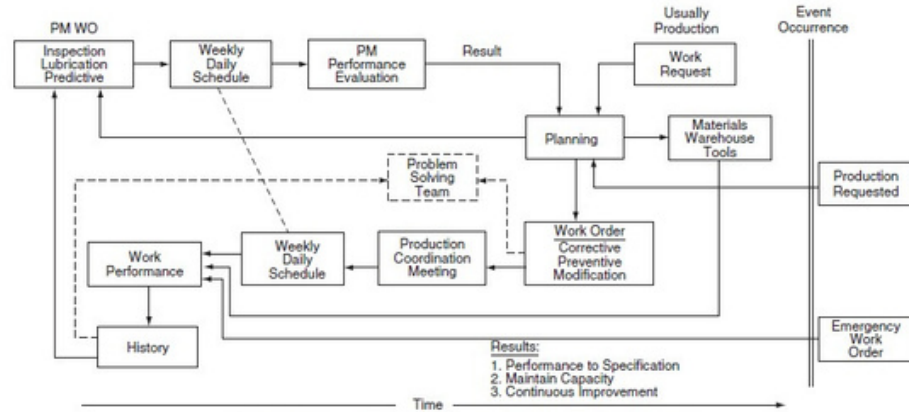 PM WO
Inspection
Lubrication
Predictive
Weekly
Daily
Schedule
PM
Performance
Evaluation
Result
Usually
Production
Work
Request
Event
Occurrence
Planning
Materials
Warehouse
Tools
Problem
Solving
Team
Production
Requested
Work
Performance
Weekly
Daily
Schedule
Production
Coordination
Meeting
Work Order
Corrective
Preventive
Modification
History
Emergency
Work
Order
Results:
1. Performance to Specification
2. Maintain Capacity
3. Continuous Improvement
Time